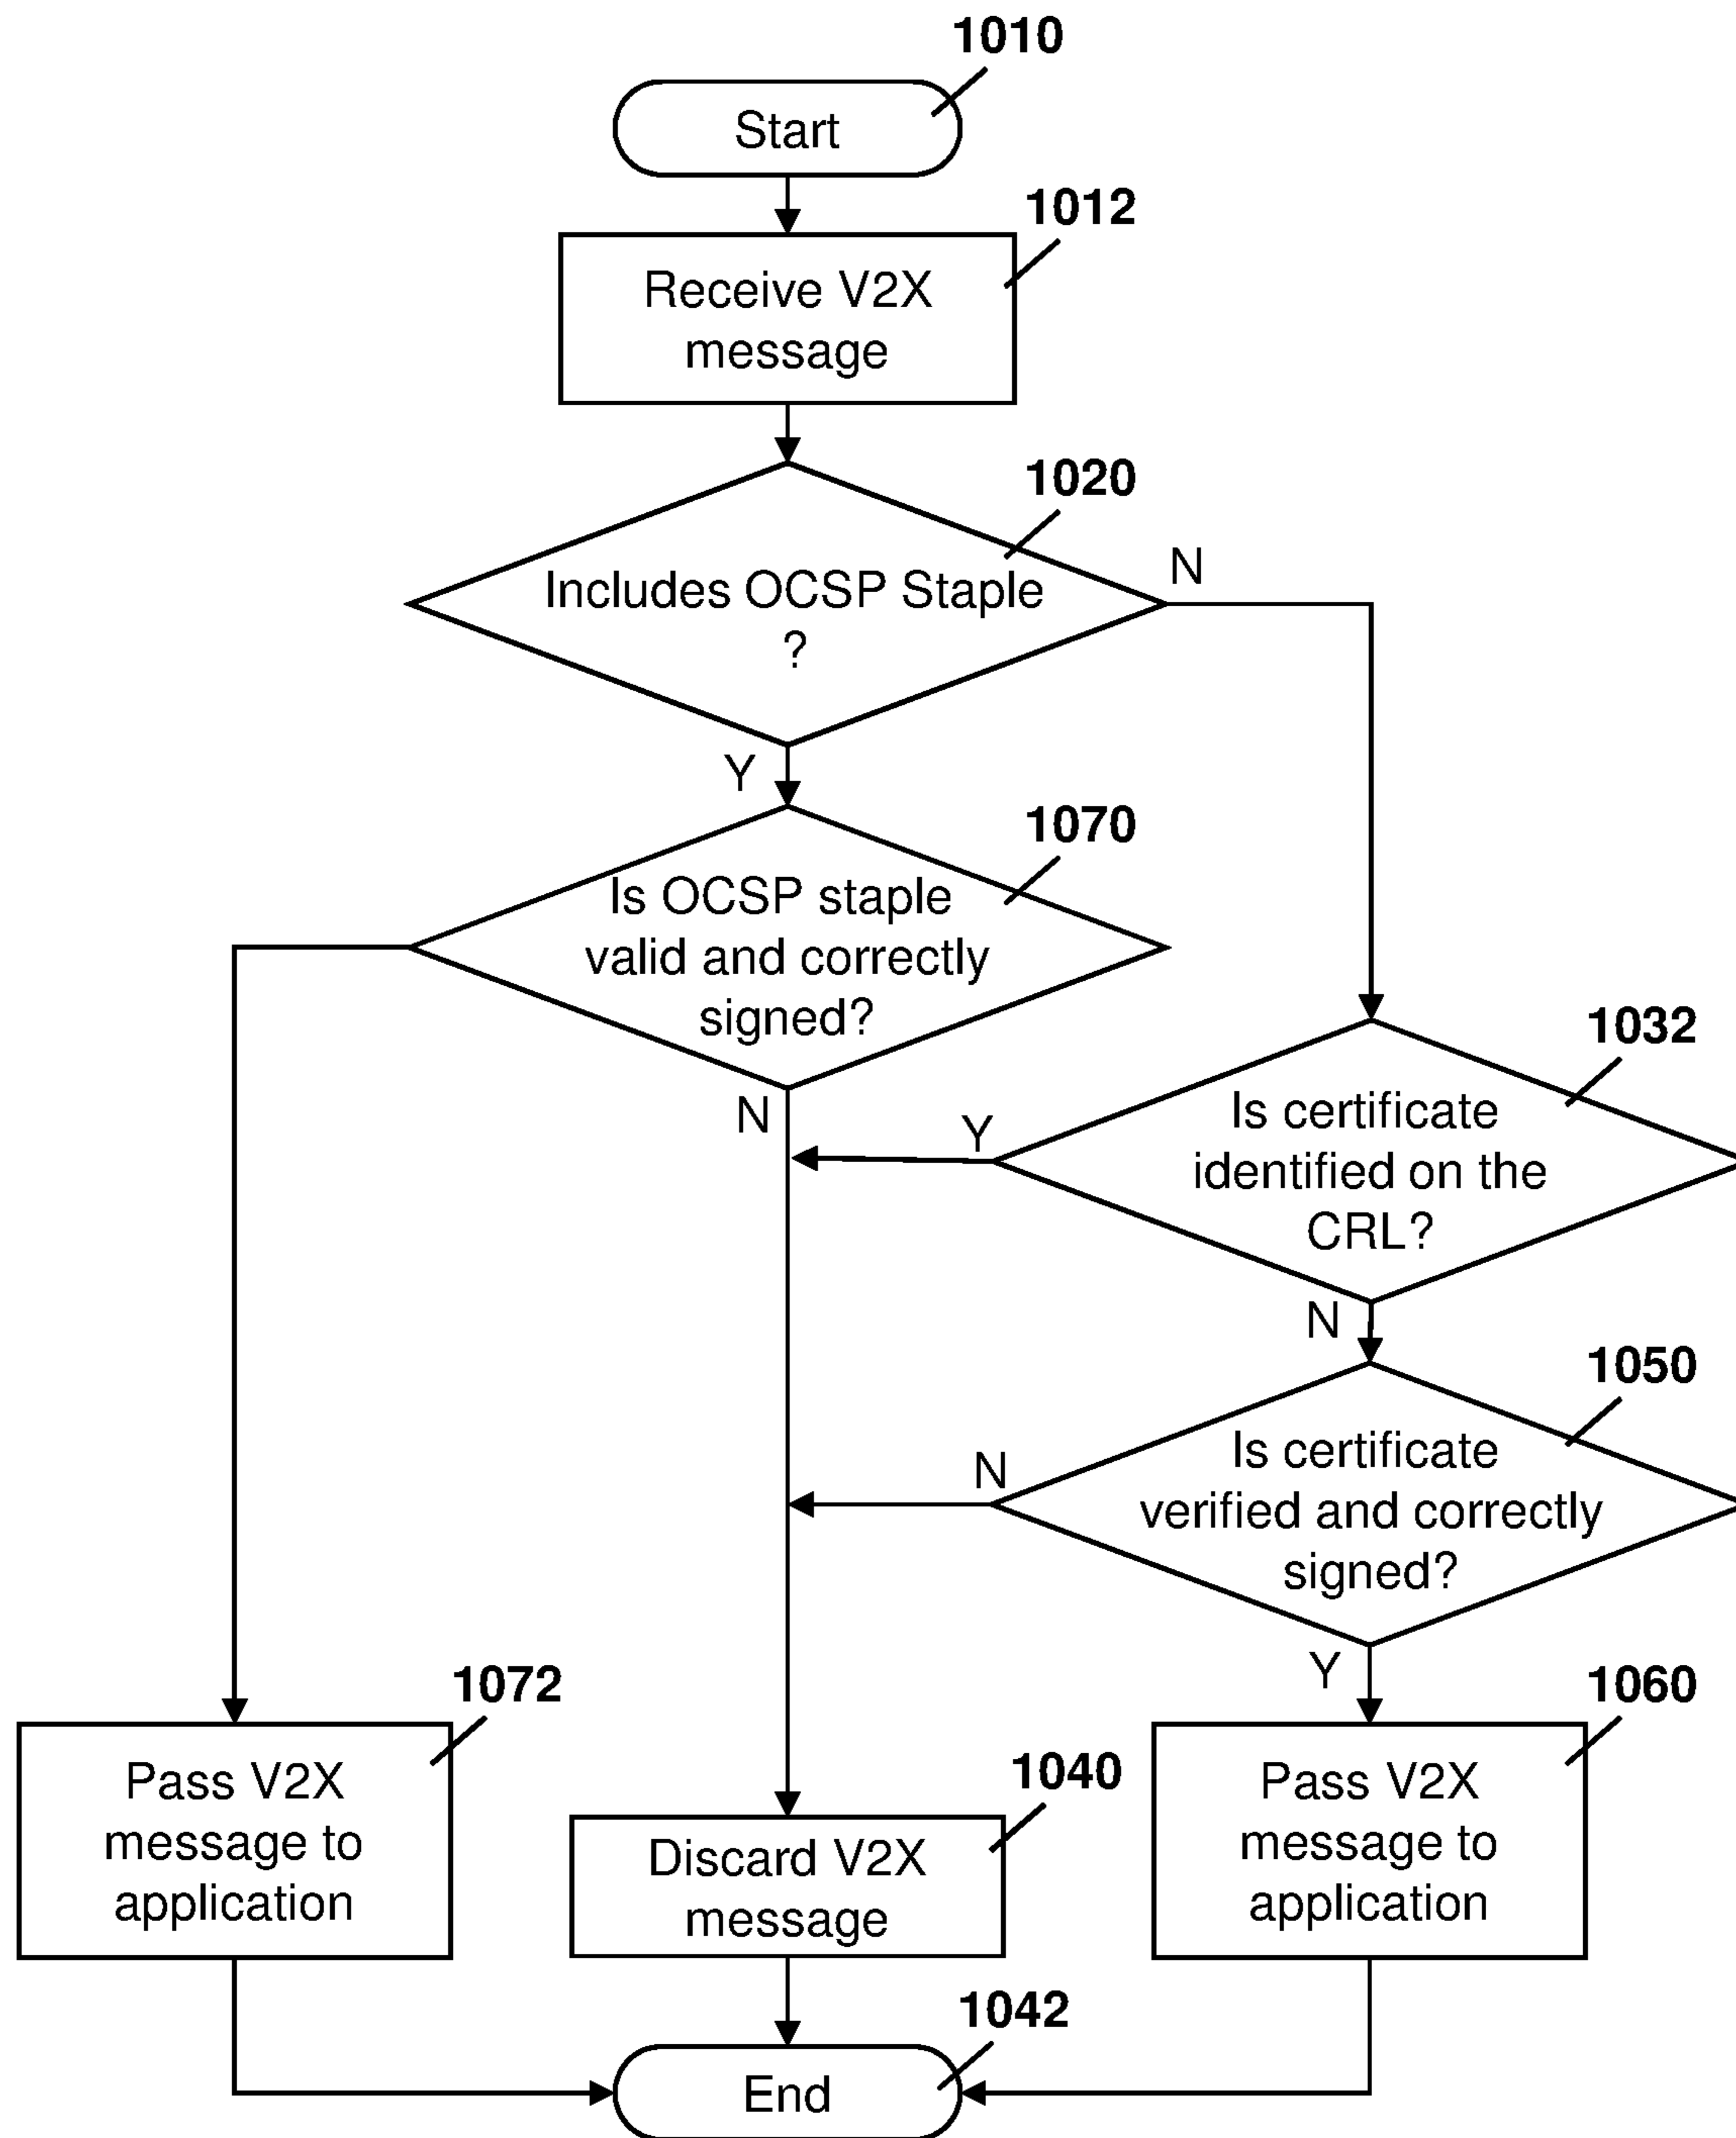 1010
Start
1012
Receive V2X
message
1020
Includes OCSP Staple
?
N
Y
1070
Is OCSP staple
valid and correctly
signed?
N
1032
Is certificate
identified on the
CRL?
Y
N
1050
Is certificate
verified and correctly
signed?
N
Y
1072
Pass V2X
message to
application
1040
Discard V2X
message
1060
Pass V2X
message to
application
1042
End